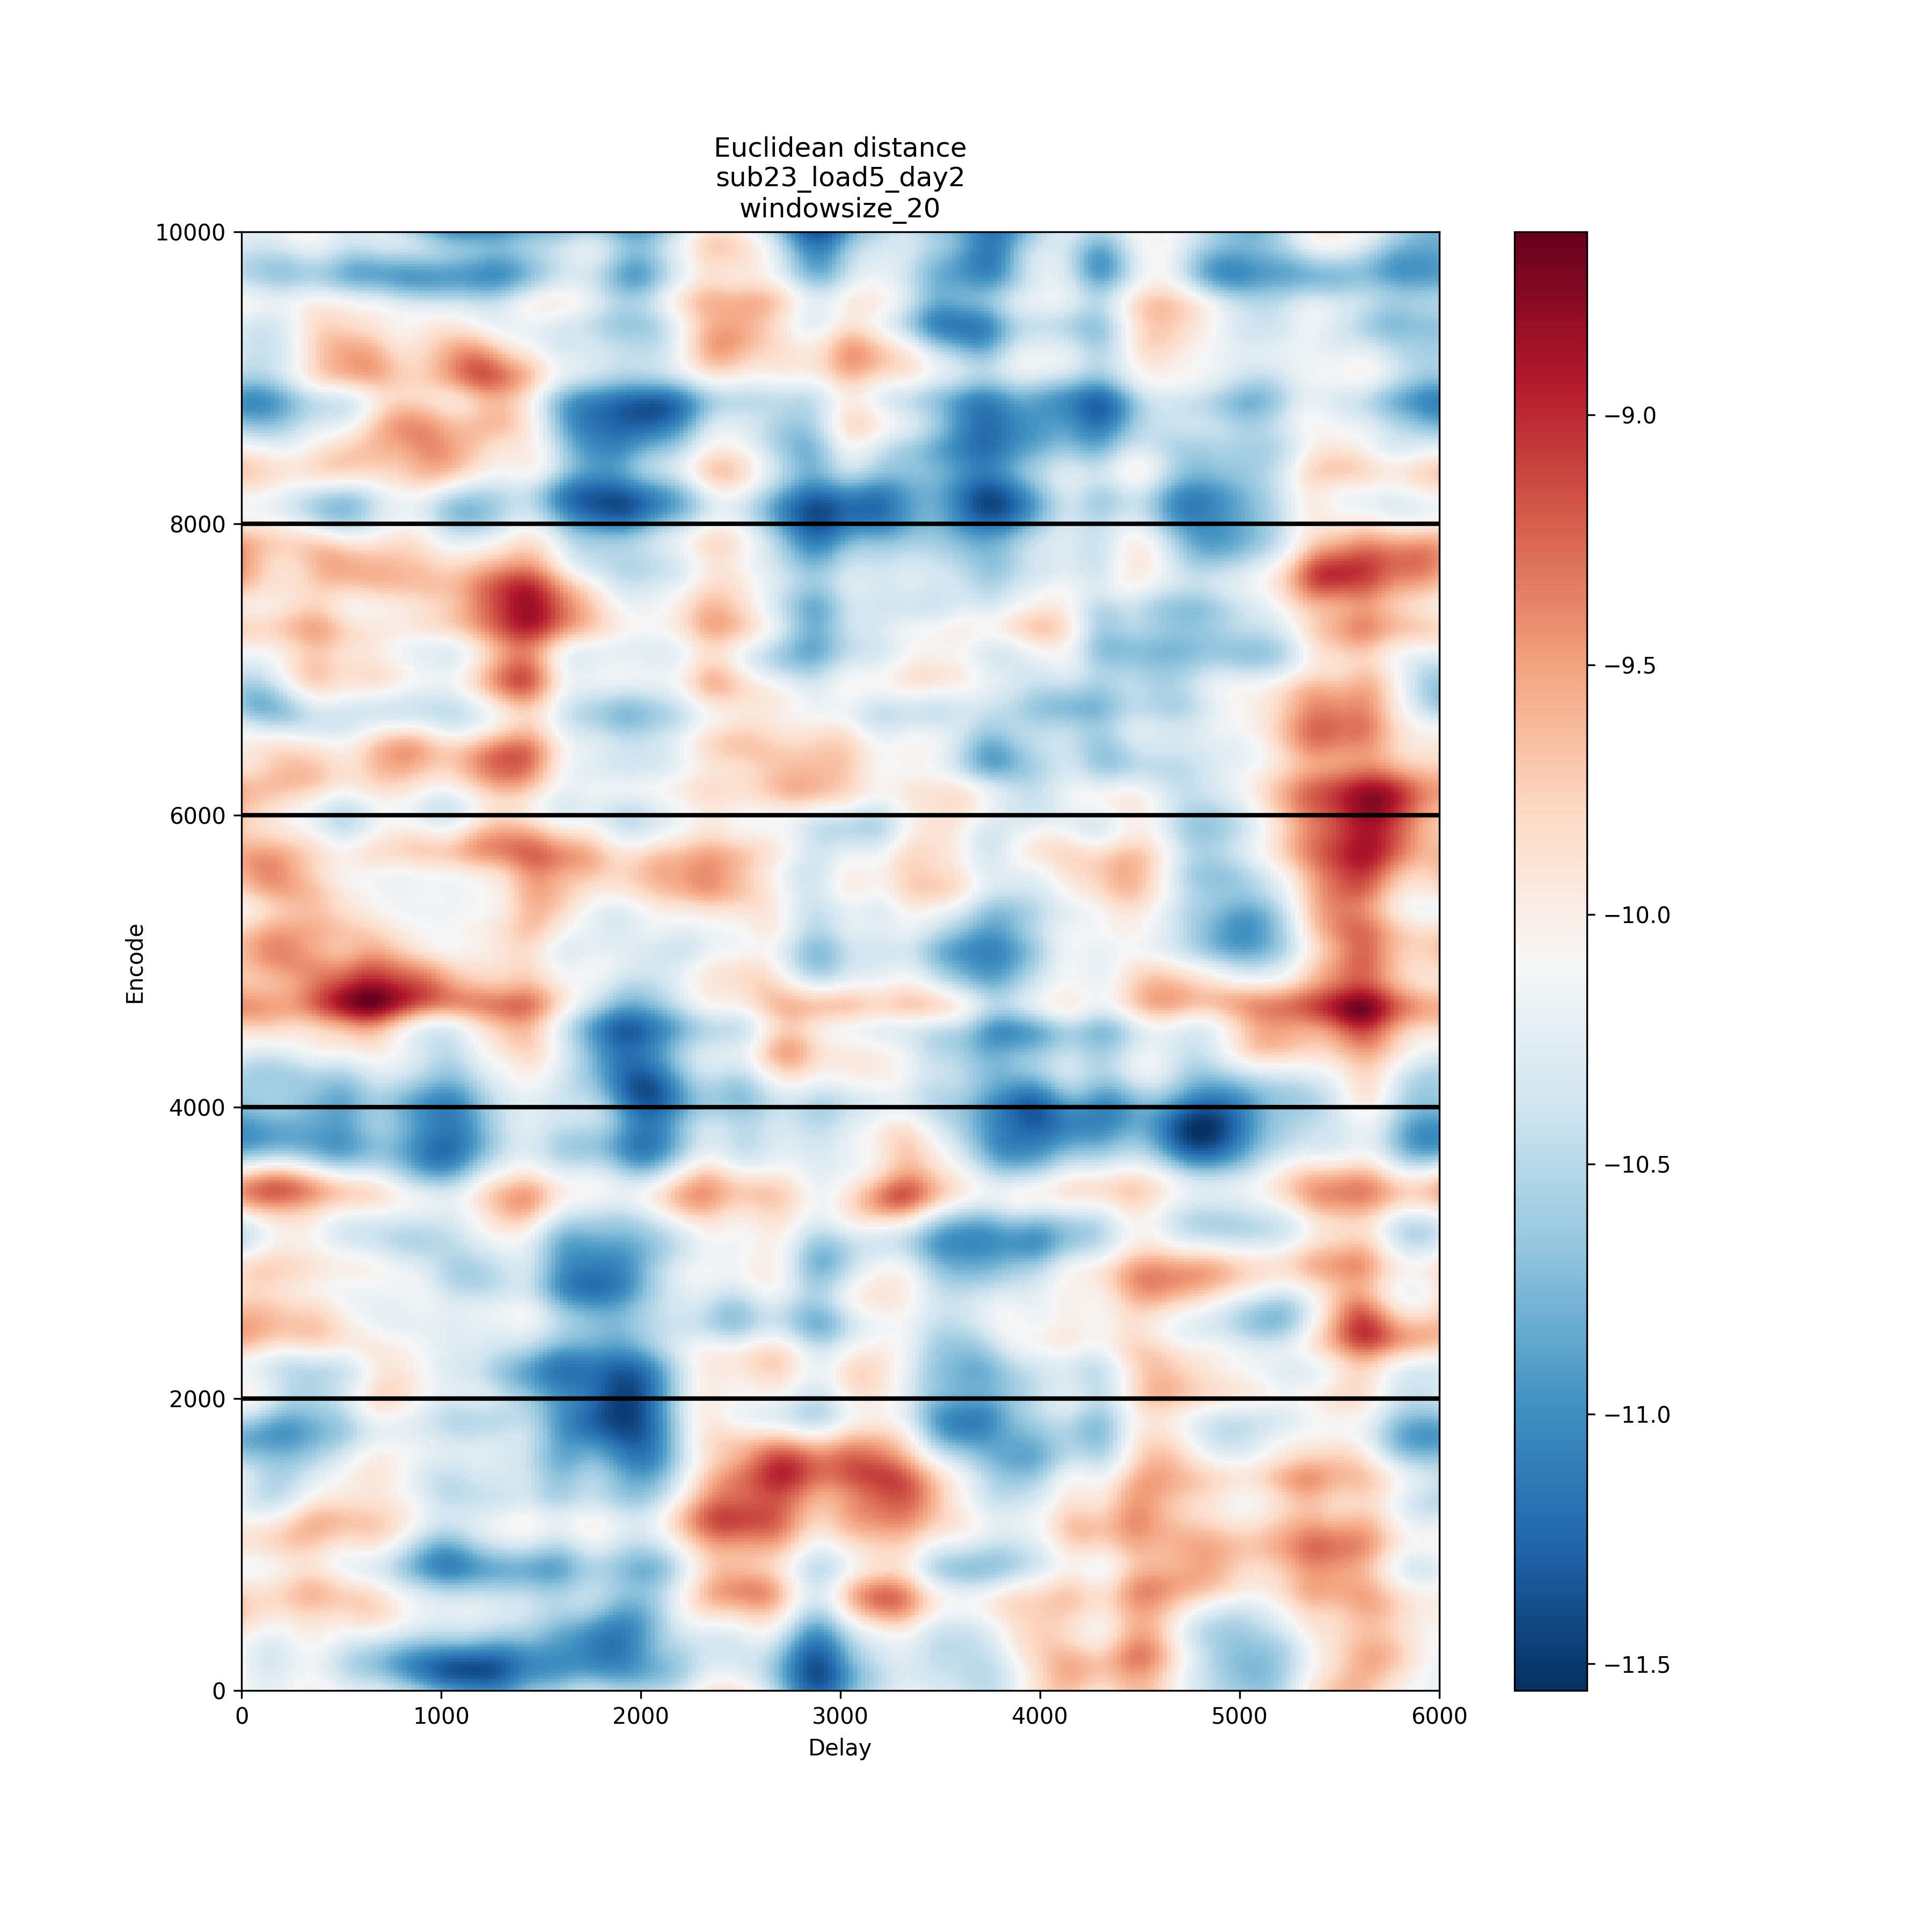 Euclidean distance
sub23_load5_day2
windowsize_20
10000
8000
6000
4000
2000
0
Encode
0 1000 2000 3000 4000 5000 6000
Delay
−9.0
−9.5
−10.0
−10.5
−11.0
−11.5